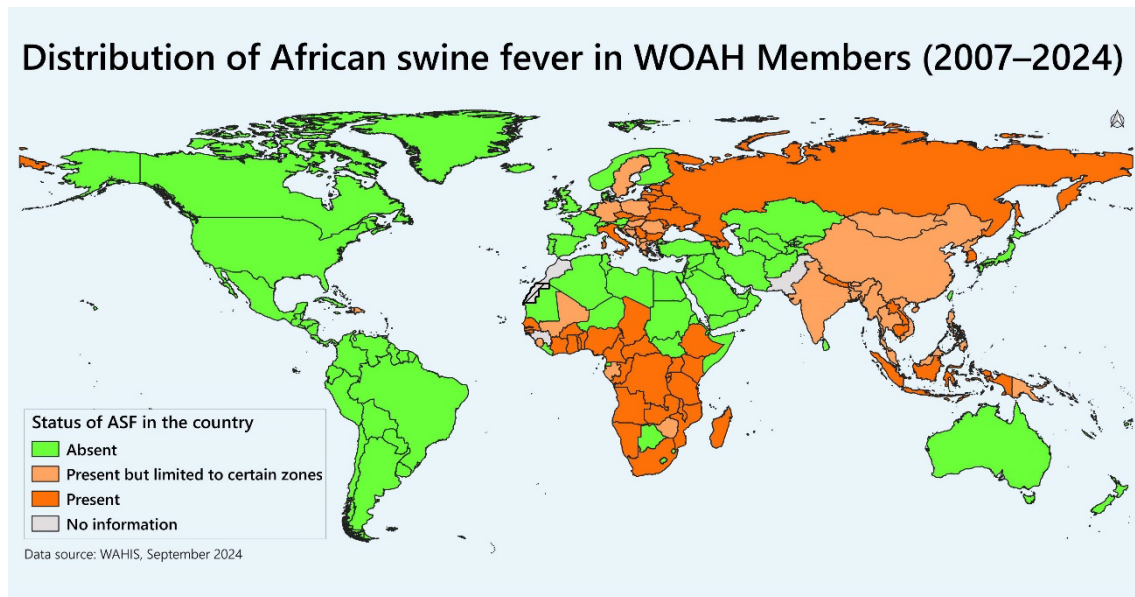 Distribution of African swine fever in WOAH Members (2007–2024)
Status of ASF in the country
Absent
Present but limited to certain zones
Present
No information
Data source: WAHIS, September 2024